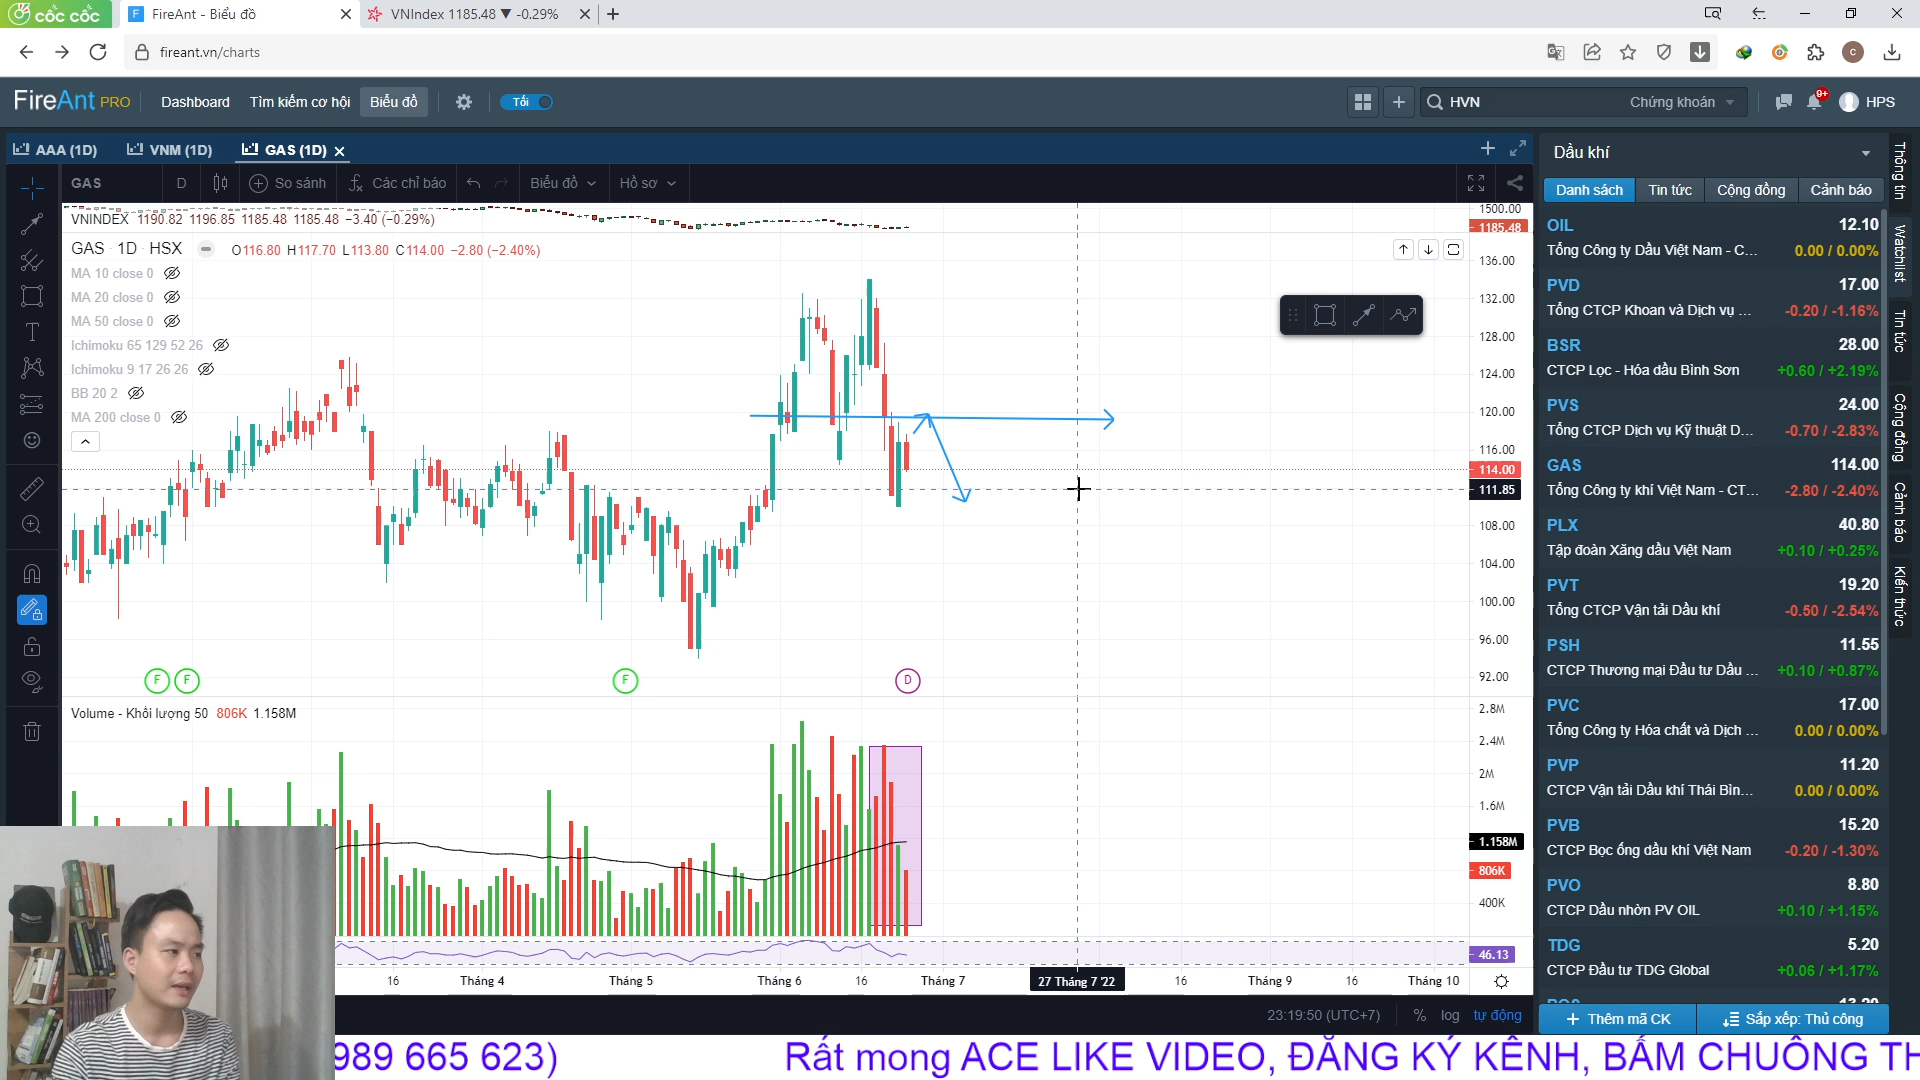 cốc cốc
FireAnt - Biểu đồ
VNIndex 1185.48 ▼ -0.29%
fireant.vn/charts
FireAnt PRO
Dashboard
Tìm kiếm cơ hội
Biểu đồ
Tối
HVN
Chứng khoán
9+
HPS
AAA (1D)
VNM (1D)
GAS (1D)
GAS
D
So sánh
Các chỉ báo
Biểu đồ
Hồ sơ
VNINDEX 1190.82 1196.85 1185.48 1185.48 −3.40 (−0.29%)
GAS 1D HSX
O116.80 H117.70 L113.80 C114.00 −2.80 (−2.40%)
MA 10 close 0
MA 20 close 0
MA 50 close 0
Ichimoku 65 129 52 26
Ichimoku 9 17 26 26
BB 20 2
MA 200 close 0
1500.00
1185.48
136.00
132.00
128.00
124.00
120.00
116.00
114.00
111.85
108.00
104.00
100.00
96.00
92.00
F
F
F
D
Volume - Khối lượng 50 806K 1.158M
2.8M
2.4M
2M
1.6M
1.158M
806K
400K
46.13
16
Tháng 4
Tháng 5
Tháng 6
16
Tháng 7
27 Tháng 7 '22
16
Tháng 9
16
Tháng 10
23:19:50 (UTC+7)
%
log
tự động
Dầu khí
Danh sách
Tin tức
Cộng đồng
Cảnh báo
OIL 12.10
Tổng Công ty Dầu Việt Nam - C... 0.00 / 0.00%
PVD 17.00
Tổng CTCP Khoan và Dịch vụ ... -0.20 / -1.16%
BSR 28.00
CTCP Lọc - Hóa dầu Bình Sơn +0.60 / +2.19%
PVS 24.00
Tổng CTCP Dịch vụ Kỹ thuật D... -0.70 / -2.83%
GAS 114.00
Tổng Công ty khí Việt Nam - CT... -2.80 / -2.40%
PLX 40.80
Tập đoàn Xăng dầu Việt Nam +0.10 / +0.25%
PVT 19.20
Tổng CTCP Vận tải Dầu khí -0.50 / -2.54%
PSH 11.55
CTCP Thương mại Đầu tư Dầu ... +0.10 / +0.87%
PVC 17.00
Tổng Công ty Hóa chất và Dịch ... 0.00 / 0.00%
PVP 11.20
CTCP Vận tải Dầu khí Thái Bìn... 0.00 / 0.00%
PVB 15.20
CTCP Bọc ống dầu khí Việt Nam -0.20 / -1.30%
PVO 8.80
CTCP Dầu nhờn PV OIL +0.10 / +1.15%
TDG 5.20
CTCP Đầu tư TDG Global +0.06 / +1.17%
Thêm mã CK
Sắp xếp: Thủ công
Thông tin
Watchlist
Tin tức
Cộng đồng
Cảnh báo
Kiến thức
989 665 623)
Rất mong ACE LIKE VIDEO, ĐĂNG KÝ KÊNH, BẤM CHUÔNG TH